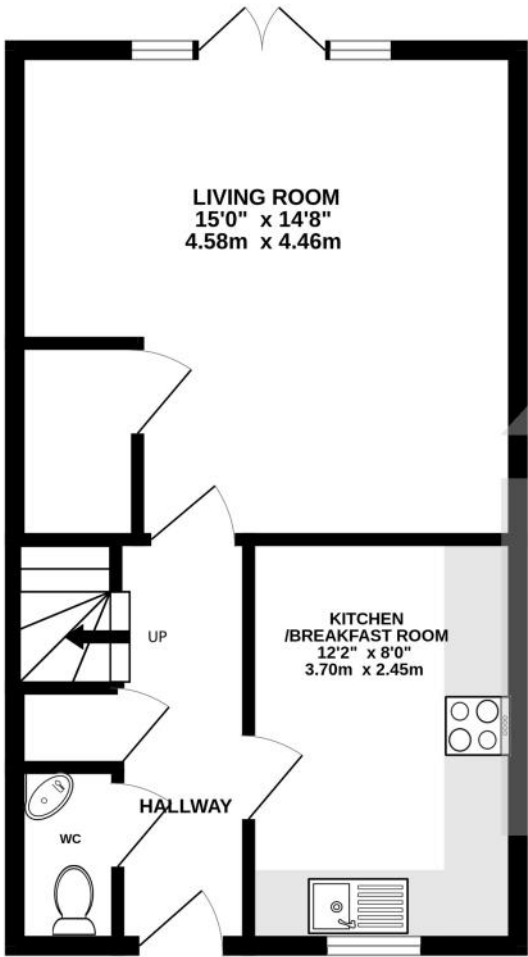 LIVING ROOM
15'0" x 14'8"
4.58m x 4.46m
UP
KITCHEN
/BREAKFAST ROOM
12'2" x 8'0"
3.70m x 2.45m
HALLWAY
WC